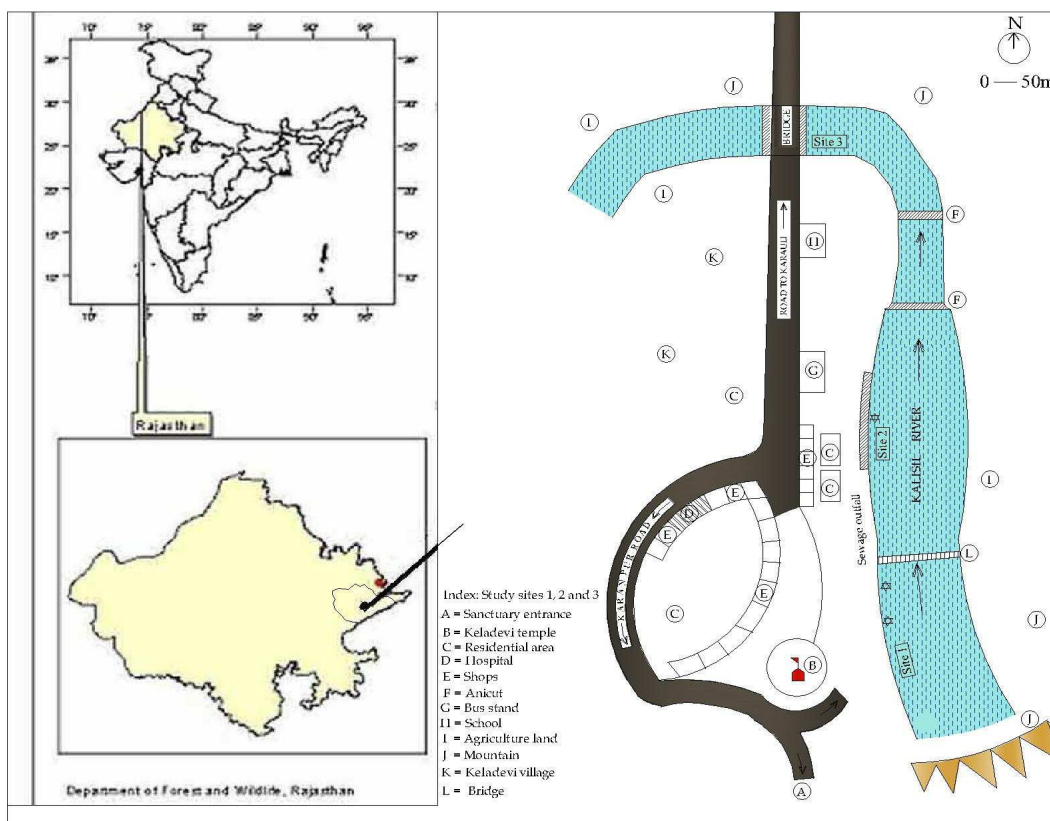 Rajasthan
Department of Forest and Wildlife, Rajasthan
Index: Study sites 1, 2 and 3
A = Sanctuary entrance
B = Keladevi temple
C = Residential area
D = Hospital
E = Shops
F = Anicut
G = Bus stand
H = School
I = Agriculture land
J = Mountain
K = Keladevi village
L = Bridge
N
0 — 50m
J
J
I
BRIDGE
Site 3
I
F
H
K
ROAD TO KARAULI
F
K
G
C
Site 2
KALISIL RIVER
E
C
C
I
E
D
E
KARANPUR ROAD
Sewage outfall
L
E
C
J
B
Site 1
J
A